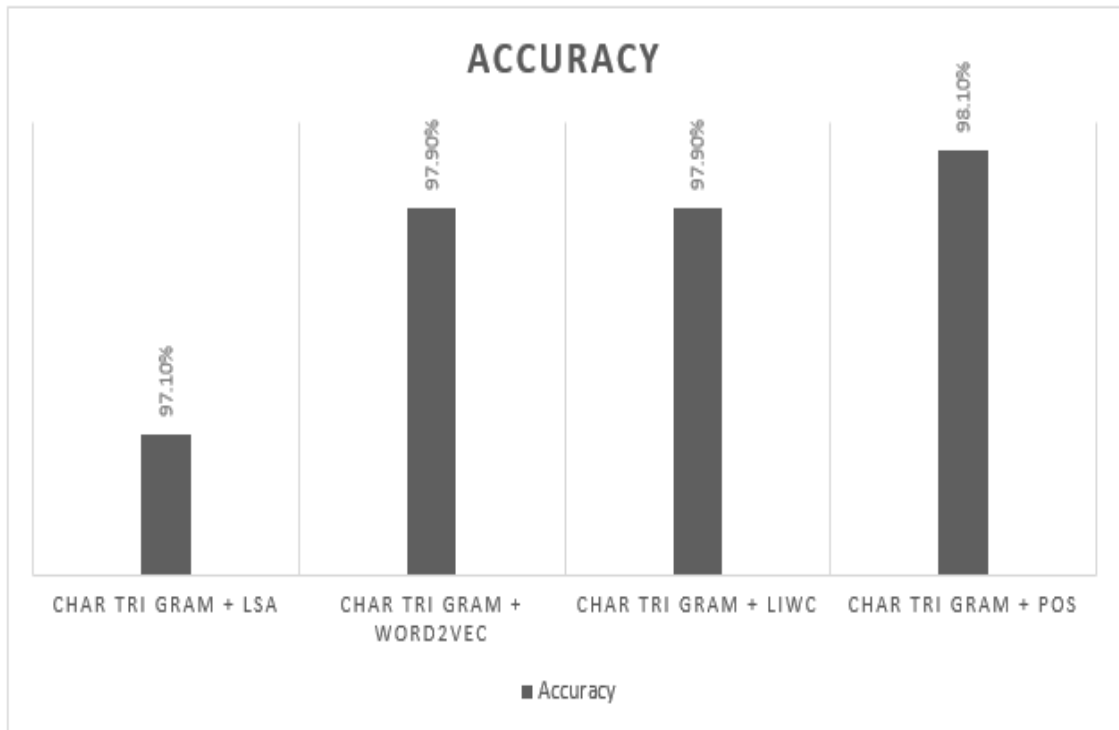 ACCURACY
97.10%
97.90%
97.90%
98.10%
CHAR TRI GRAM + LSA
CHAR TRI GRAM +
WORD2VEC
CHAR TRI GRAM + LIWC
CHAR TRI GRAM + POS
Accuracy